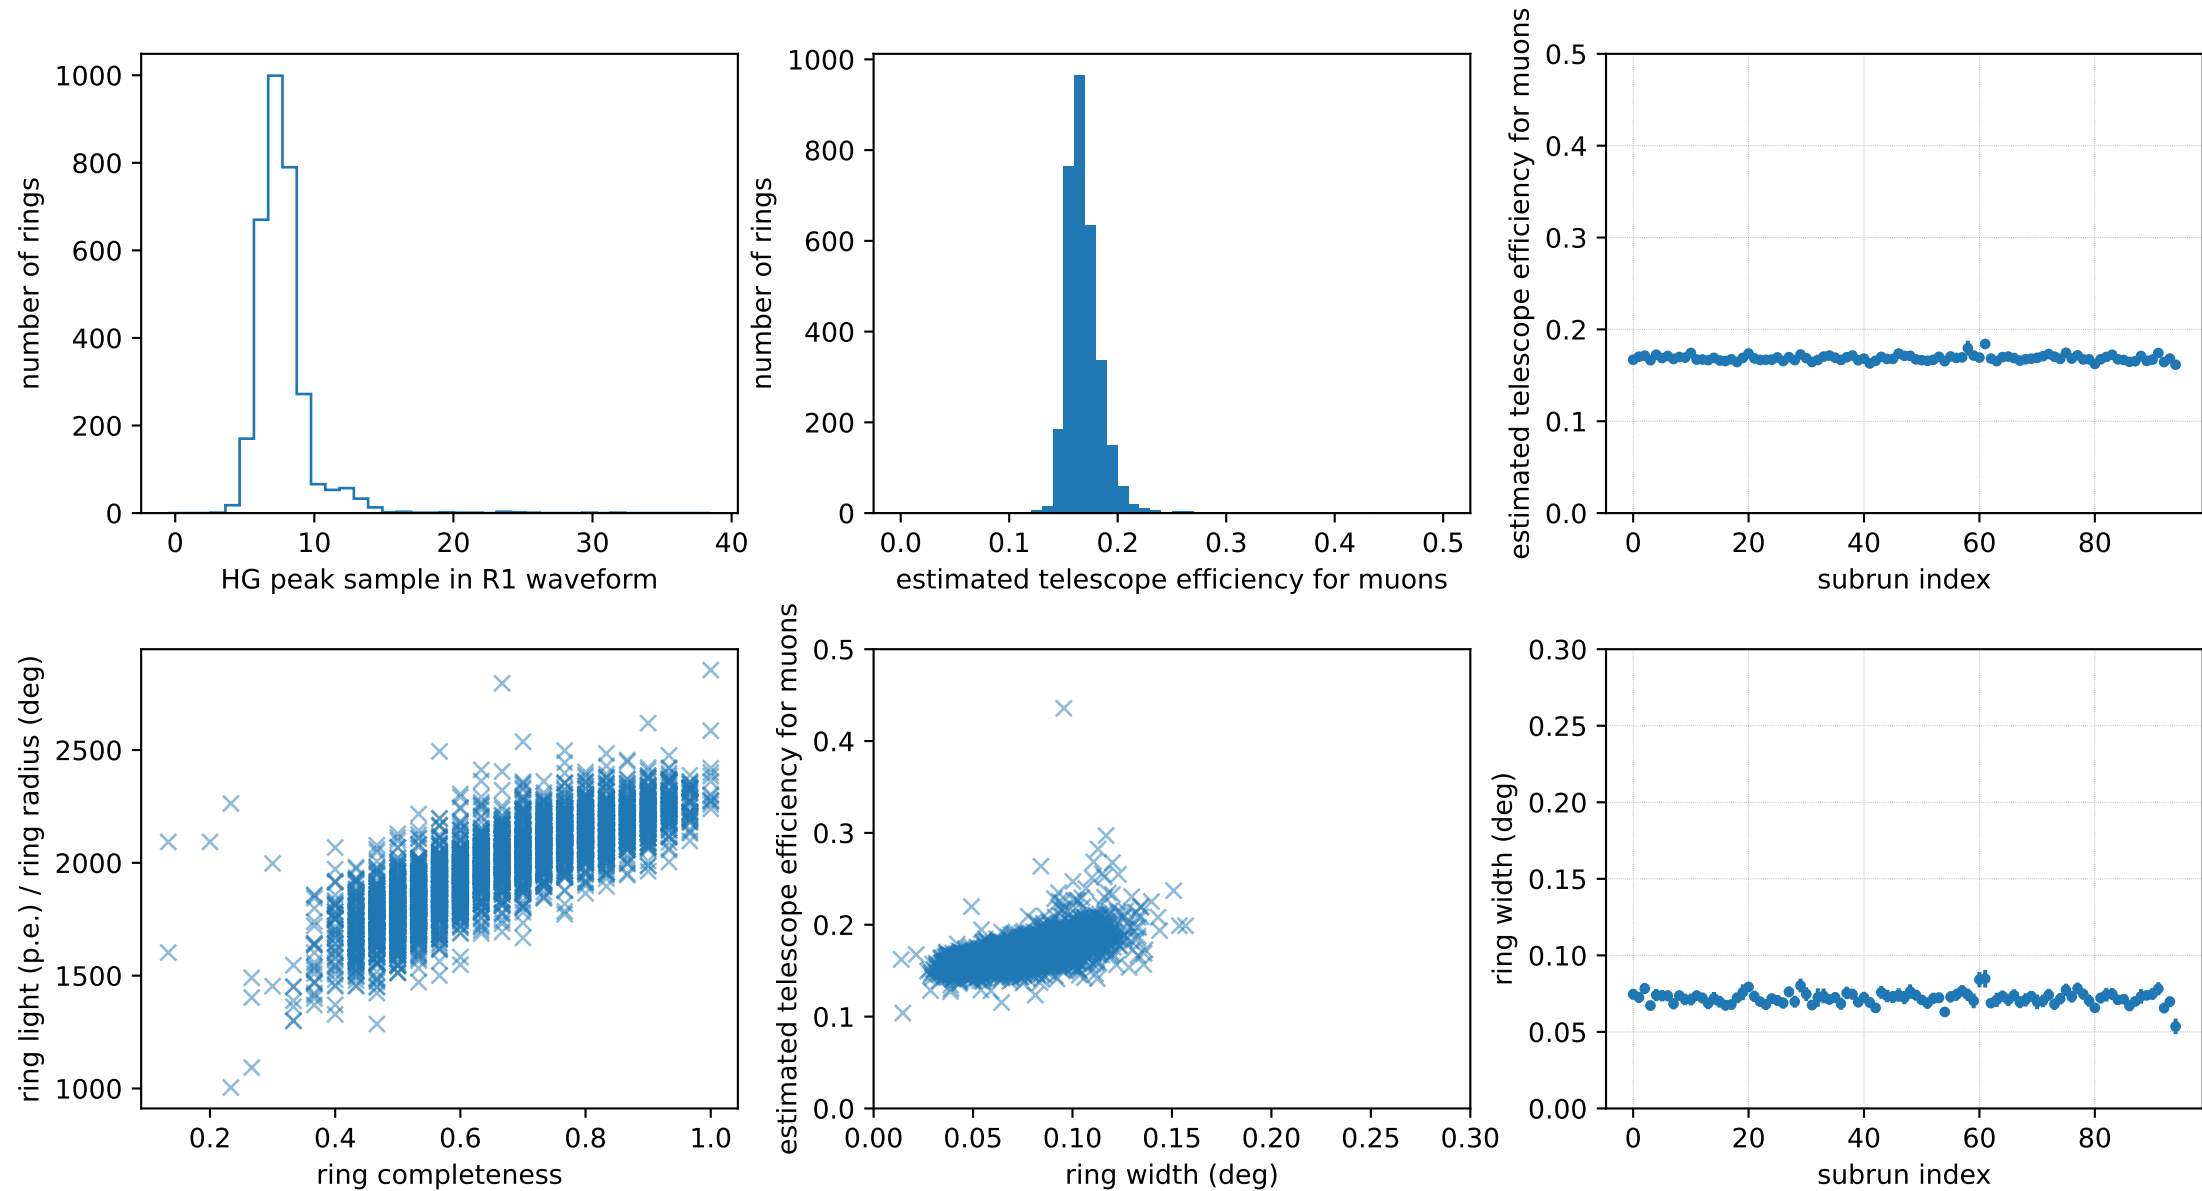 number of rings
1000
800
600
400
200
0
0 10 20 30 40
HG peak sample in R1 waveform
number of rings
1000
800
600
400
200
0
0.0 0.1 0.2 0.3 0.4 0.5
estimated telescope efficiency for muons
estimated telescope efficiency for muons
0.5
0.4
0.3
0.2
0.1
0.0
0 20 40 60 80
subrun index
ring light (p.e.) / ring radius (deg)
2500
2000
1500
1000
0.2 0.4 0.6 0.8 1.0
ring completeness
estimated telescope efficiency for muons
0.5
0.4
0.3
0.2
0.1
0.0
0.00 0.05 0.10 0.15 0.20 0.25 0.30
ring width (deg)
ring width (deg)
0.30
0.25
0.20
0.15
0.10
0.05
0.00
0 20 40 60 80
subrun index